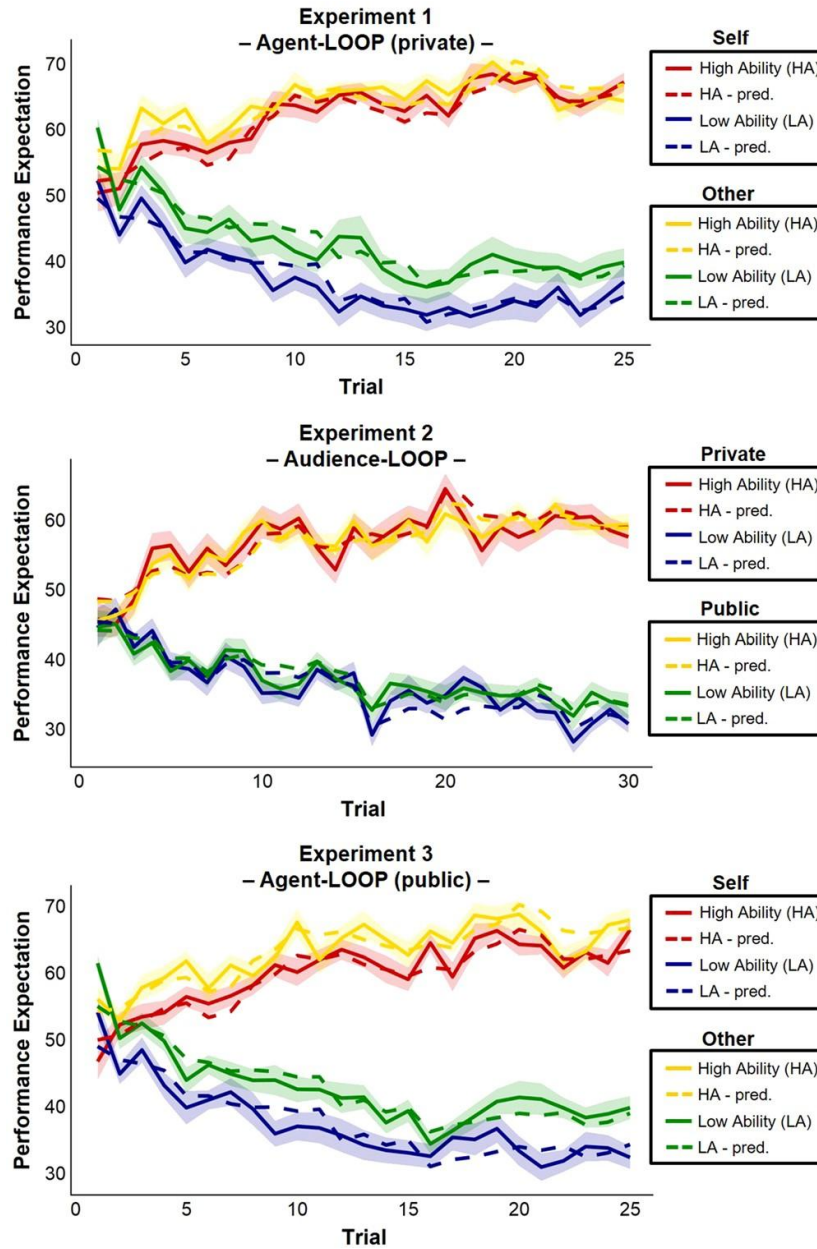 Experiment 1
– Agent-LOOP (private) –
Performance Expectation
70
60
50
40
30
0
5
10
15
20
25
Trial
Self
High Ability (HA)
HA - pred.
Low Ability (LA)
LA - pred.
Other
High Ability (HA)
HA - pred.
Low Ability (LA)
LA - pred.
Experiment 2
– Audience-LOOP –
Performance Expectation
60
50
40
30
0
10
20
30
Trial
Private
High Ability (HA)
HA - pred.
Low Ability (LA)
LA - pred.
Public
High Ability (HA)
HA - pred.
Low Ability (LA)
LA - pred.
Experiment 3
– Agent-LOOP (public) –
Performance Expectation
70
60
50
40
30
0
5
10
15
20
25
Trial
Self
High Ability (HA)
HA - pred.
Low Ability (LA)
LA - pred.
Other
High Ability (HA)
HA - pred.
Low Ability (LA)
LA - pred.